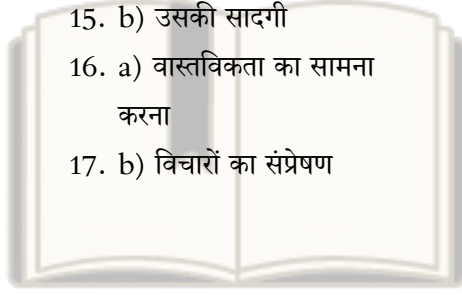 15. b) उसकी सादगी
16. a) वास्तविकता का सामना
करना
17. b) विचारों का संप्रेषण